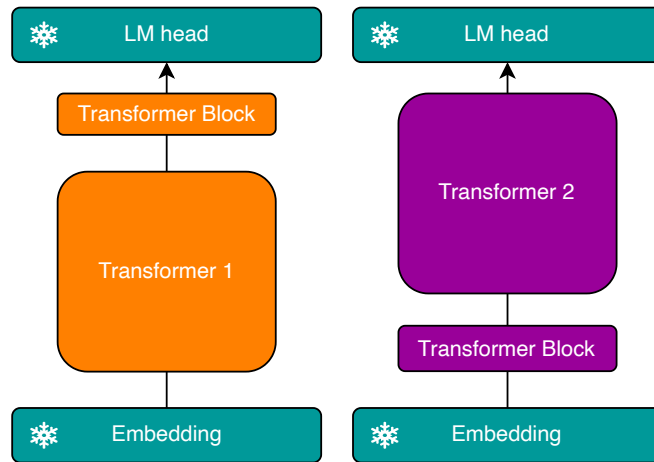 LM head
Transformer Block
Transformer 1
Embedding
LM head
Transformer 2
Transformer Block
Embedding